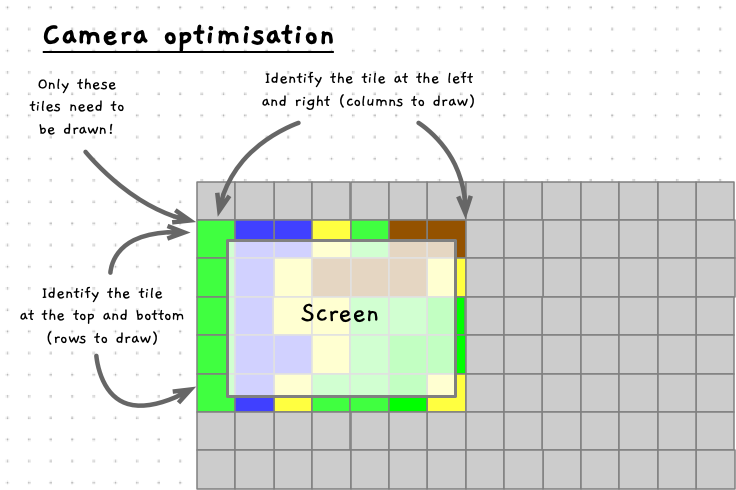 Camera optimisation
Only these
tiles need to
be drawn!
Identify the tile at the left
and right (columns to draw)
Identify the tile
at the top and bottom
(rows to draw)
Screen